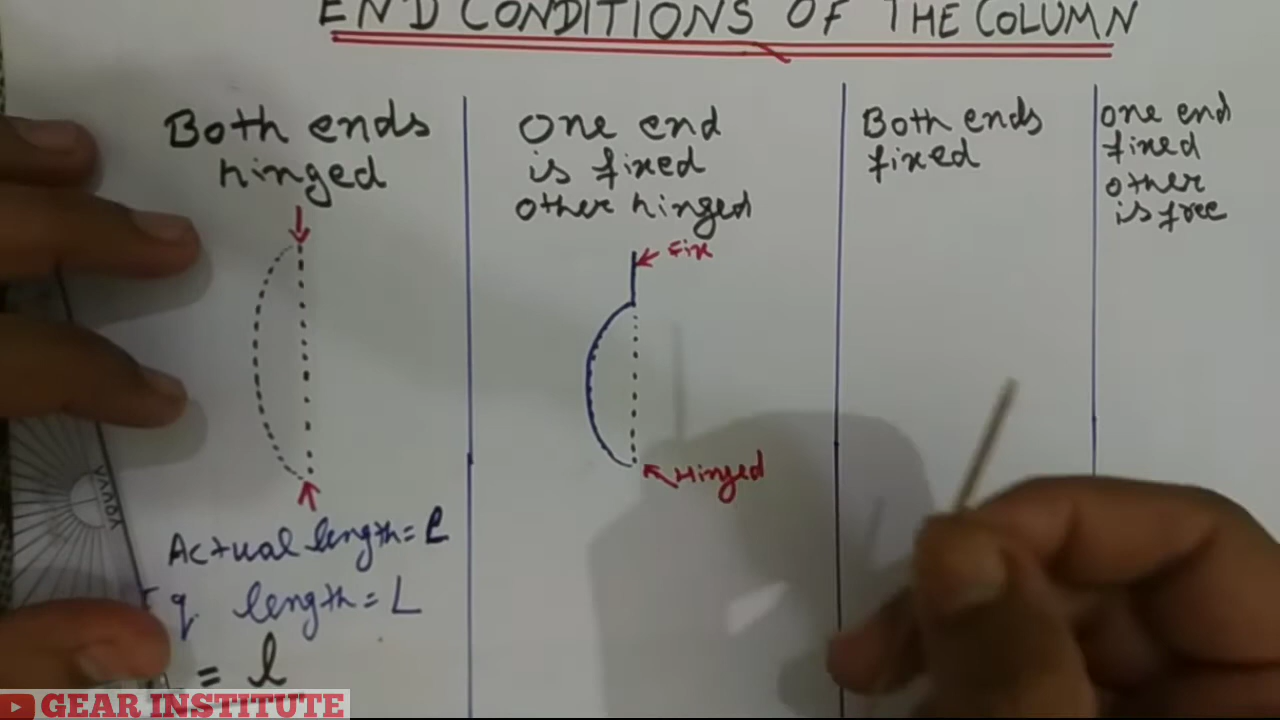 END CONDITIONS OF THE COLUMN
Both ends
hinged
One end
is fixed
other hinged
Both ends
fixed
one end
fixed
other
is free
Fix
Hinged
Actual length = l
Eq length = L
= l
GEAR INSTITUTE